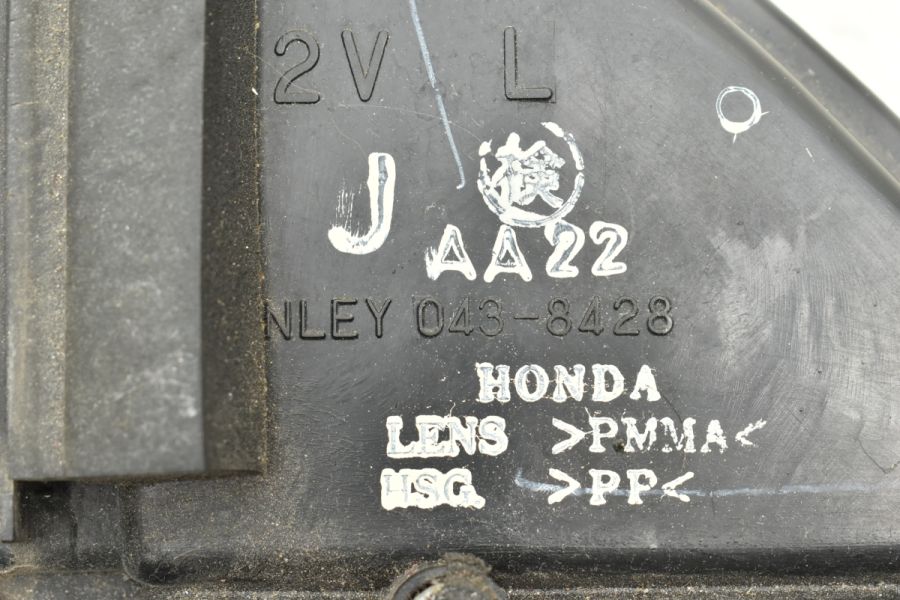 2V L
J 検
AA22
NLEY 043-8428
HONDA
LENS >PMMA<
HSG. >PP<